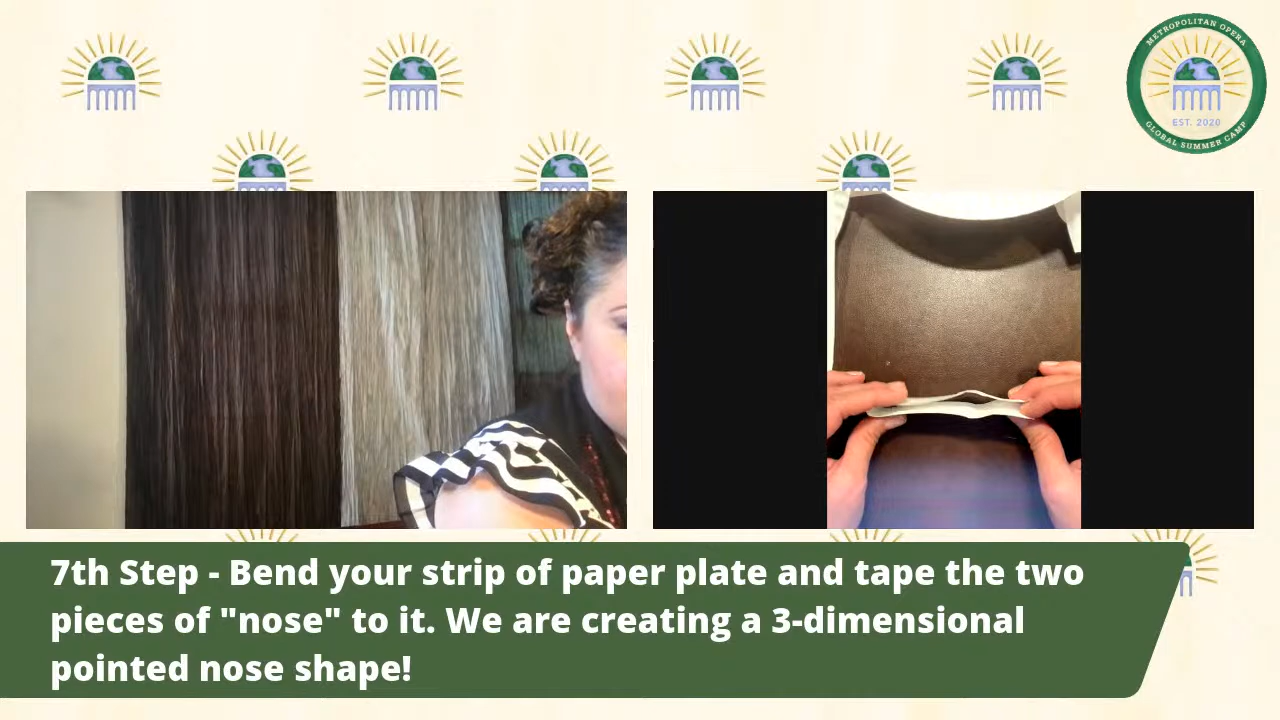 METROPOLITAN OPERA
EST. 2020
GLOBAL SUMMER CAMP
7th Step - Bend your strip of paper plate and tape the two
pieces of "nose" to it. We are creating a 3-dimensional
pointed nose shape!